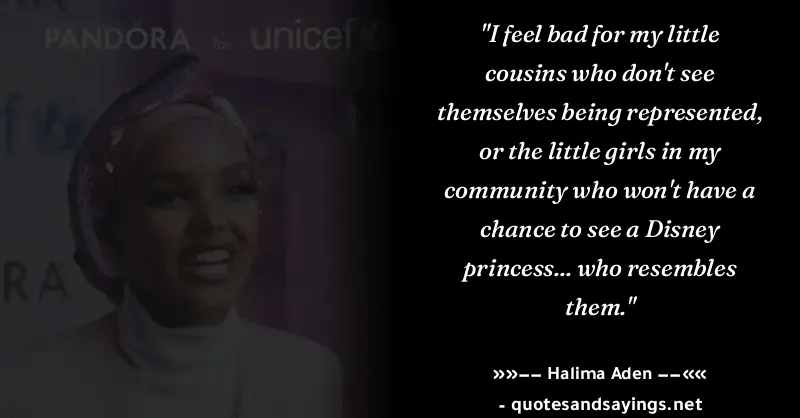 PANDÓRA for unicef
RA
"I feel bad for my little
cousins who don't see
themselves being represented,
or the little girls in my
community who won't have a
chance to see a Disney
princess... who resembles
them."
»»−− Halima Aden −−««
- quotesandsayings.net